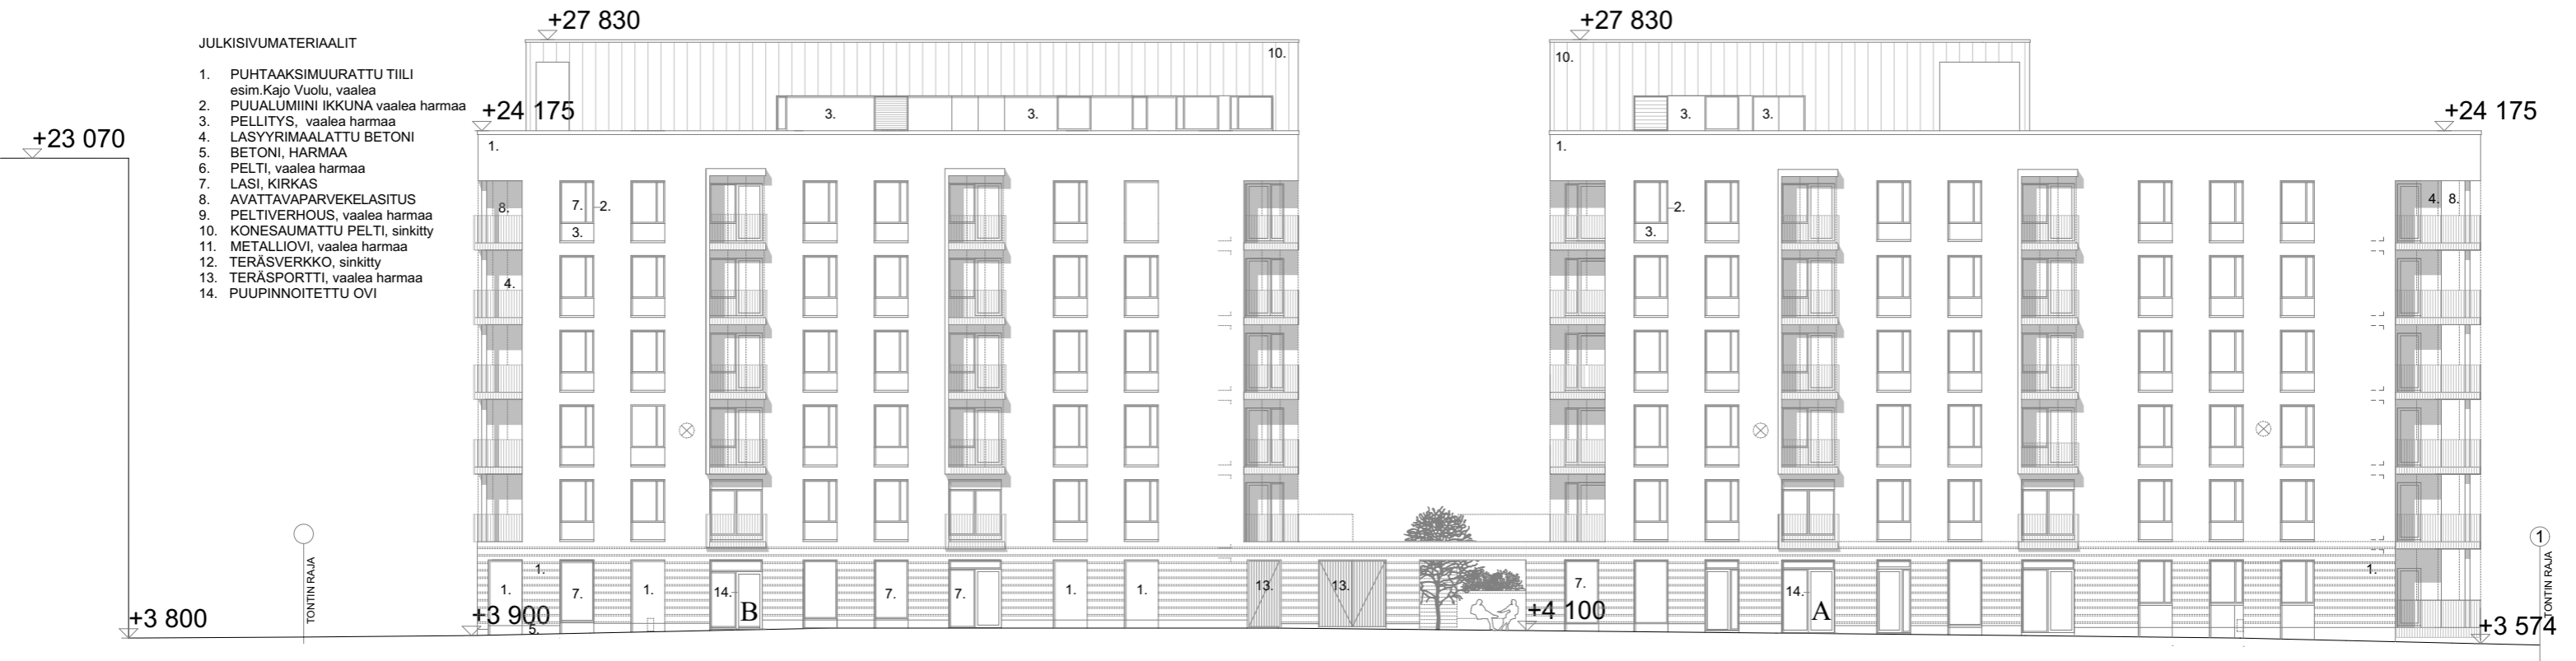 +27 830
+27 830
JULKISIVUMATERIAALIT
1. PUHTAAKSIMUURATTU TIILI
esim.Kajo Vuolu, vaalea
2. PUUALUMIINI IKKUNA vaalea harmaa
3. PELLITYS, vaalea harmaa
4. LASYYRIMAALATTU BETONI
5. BETONI, HARMAA
6. PELTI, vaalea harmaa
7. LASI, KIRKAS
8. AVATTAVAPARVEKELASITUS
9. PELTIVERHOUS, vaalea harmaa
10. KONESAUMATTU PELTI, sinkitty
11. METALLIOVI, vaalea harmaa
12. TERÄSVERKKO, sinkitty
13. TERÄSPORTTI, vaalea harmaa
14. PUUPINNOITETTU OVI
10.
10.
+24 175
3.
3.
3.
3.
+24 175
+23 070
1.
1.
8.
7.
2.
3.
2.
3.
4.
8.
4.
1
TONTIN RAJA
TONTIN RAJA
1.
1.
1.
7.
1.
14.
B
7.
7.
1.
1.
13.
13.
7.
14.
A
+3 800
+3 900
5.
+4 100
+3 574